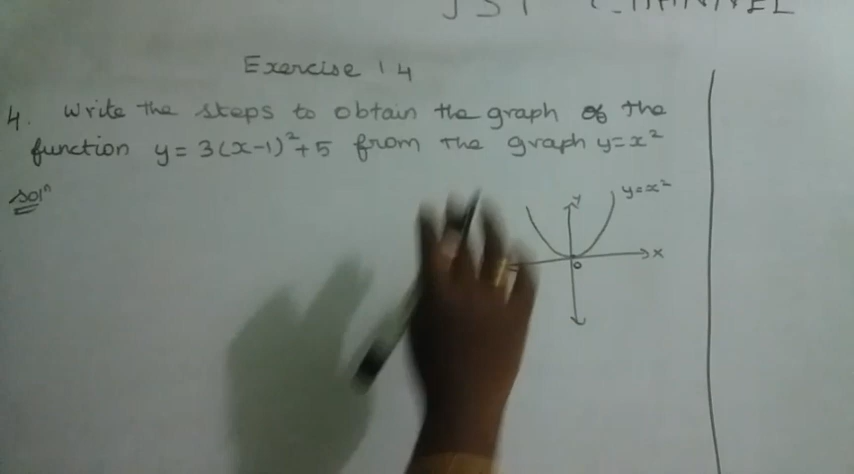 Exercise 1.4
4. Write the steps to obtain the graph of the
function y = 3(x-1)²+5 from the graph y=x²
Solⁿ
y=x²
y
x
0